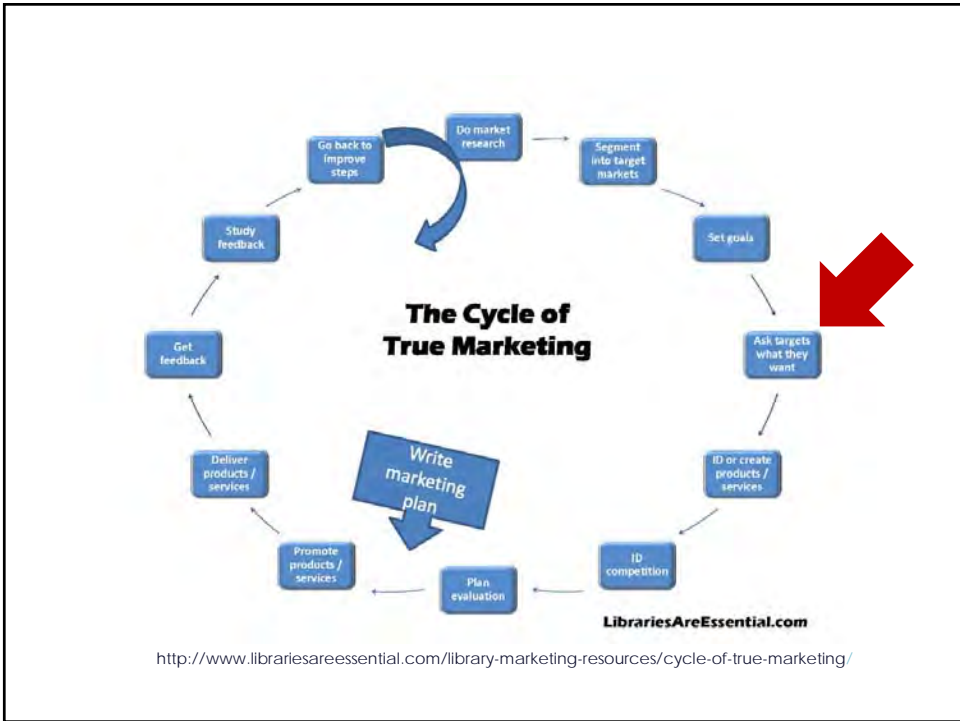 Do market
research
Segment
into target
markets
Set goals
Ask targets
what they
want
ID or create
products /
services
ID
competition
Plan
evaluation
Promote
products /
services
Deliver
products /
services
Get
feedback
Study
feedback
Go back to
improve
steps
The Cycle of
True Marketing
Write
marketing
plan
LibrariesAreEssential.com
http://www.librariesareessential.com/library-marketing-resources/cycle-of-true-marketing/